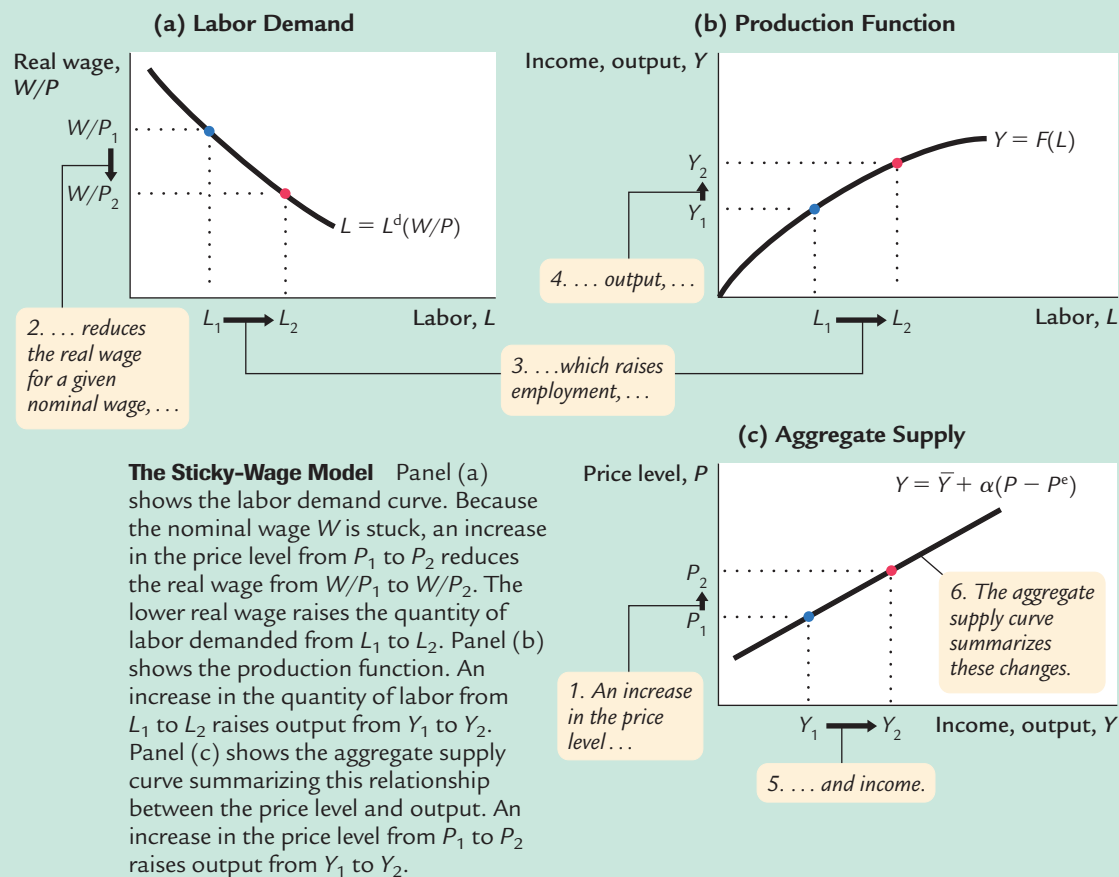 (a) Labor Demand
Real wage,
W/P
W/P₁
W/P₂
L = Lᵈ(W/P)
L₁
L₂
Labor, L
2. . . . reduces
the real wage
for a given
nominal wage, . . .
(b) Production Function
Income, output, Y
Y₂
Y₁
Y = F(L)
4. . . . output, . . .
L₁
L₂
Labor, L
3. . . .which raises
employment, . . .
The Sticky-Wage Model Panel (a)
shows the labor demand curve. Because
the nominal wage W is stuck, an increase
in the price level from P₁ to P₂ reduces
the real wage from W/P₁ to W/P₂. The
lower real wage raises the quantity of
labor demanded from L₁ to L₂. Panel (b)
shows the production function. An
increase in the quantity of labor from
L₁ to L₂ raises output from Y₁ to Y₂.
Panel (c) shows the aggregate supply
curve summarizing this relationship
between the price level and output. An
increase in the price level from P₁ to P₂
raises output from Y₁ to Y₂.
(c) Aggregate Supply
Price level, P
Y = Ȳ + α(P − Pᵉ)
P₂
P₁
6. The aggregate
supply curve
summarizes
these changes.
1. An increase
in the price
level . . .
Y₁
Y₂
Income, output, Y
5. . . . and income.